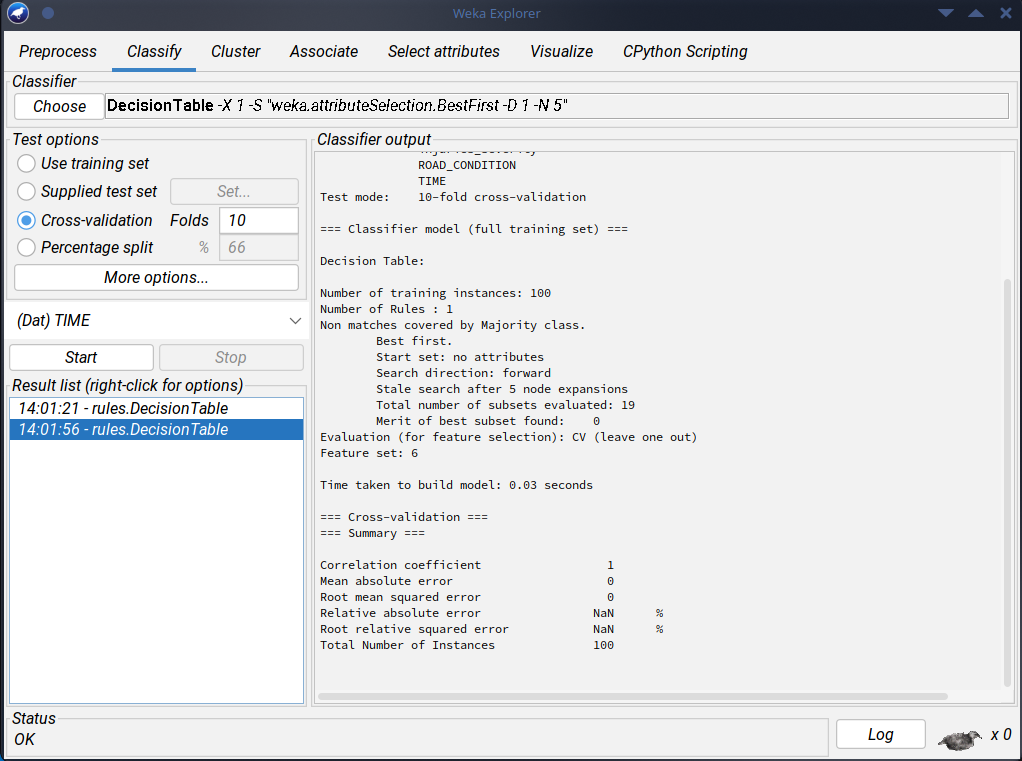 Weka Explorer
Preprocess Classify Cluster Associate Select attributes Visualize CPython Scripting
Classifier
Choose DecisionTable -X 1 -S "weka.attributeSelection.BestFirst -D 1 -N 5"
Test options
Use training set
Supplied test set Set...
Cross-validation Folds 10
Percentage split % 66
More options...
(Dat) TIME
Start Stop
Result list (right-click for options)
14:01:21 - rules.DecisionTable
14:01:56 - rules.DecisionTable
Classifier output
ROAD_CONDITION
TIME
Test mode: 10-fold cross-validation
=== Classifier model (full training set) ===
Decision Table:
Number of training instances: 100
Number of Rules : 1
Non matches covered by Majority class.
Best first.
Start set: no attributes
Search direction: forward
Stale search after 5 node expansions
Total number of subsets evaluated: 19
Merit of best subset found: 0
Evaluation (for feature selection): CV (leave one out)
Feature set: 6
Time taken to build model: 0.03 seconds
=== Cross-validation ===
=== Summary ===
Correlation coefficient 1
Mean absolute error 0
Root mean squared error 0
Relative absolute error NaN %
Root relative squared error NaN %
Total Number of Instances 100
Status
OK
Log x 0